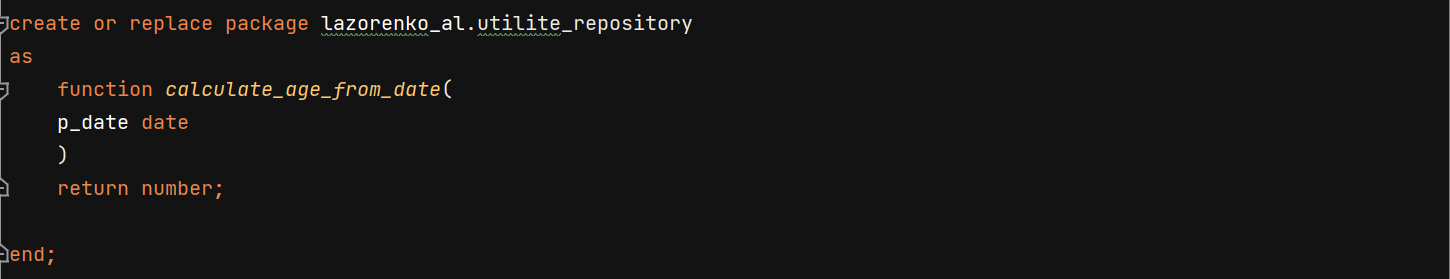 create or replace package lazorenko_al.utilite_repository
as
    function calculate_age_from_date(
    p_date date
    )
    return number;
end;